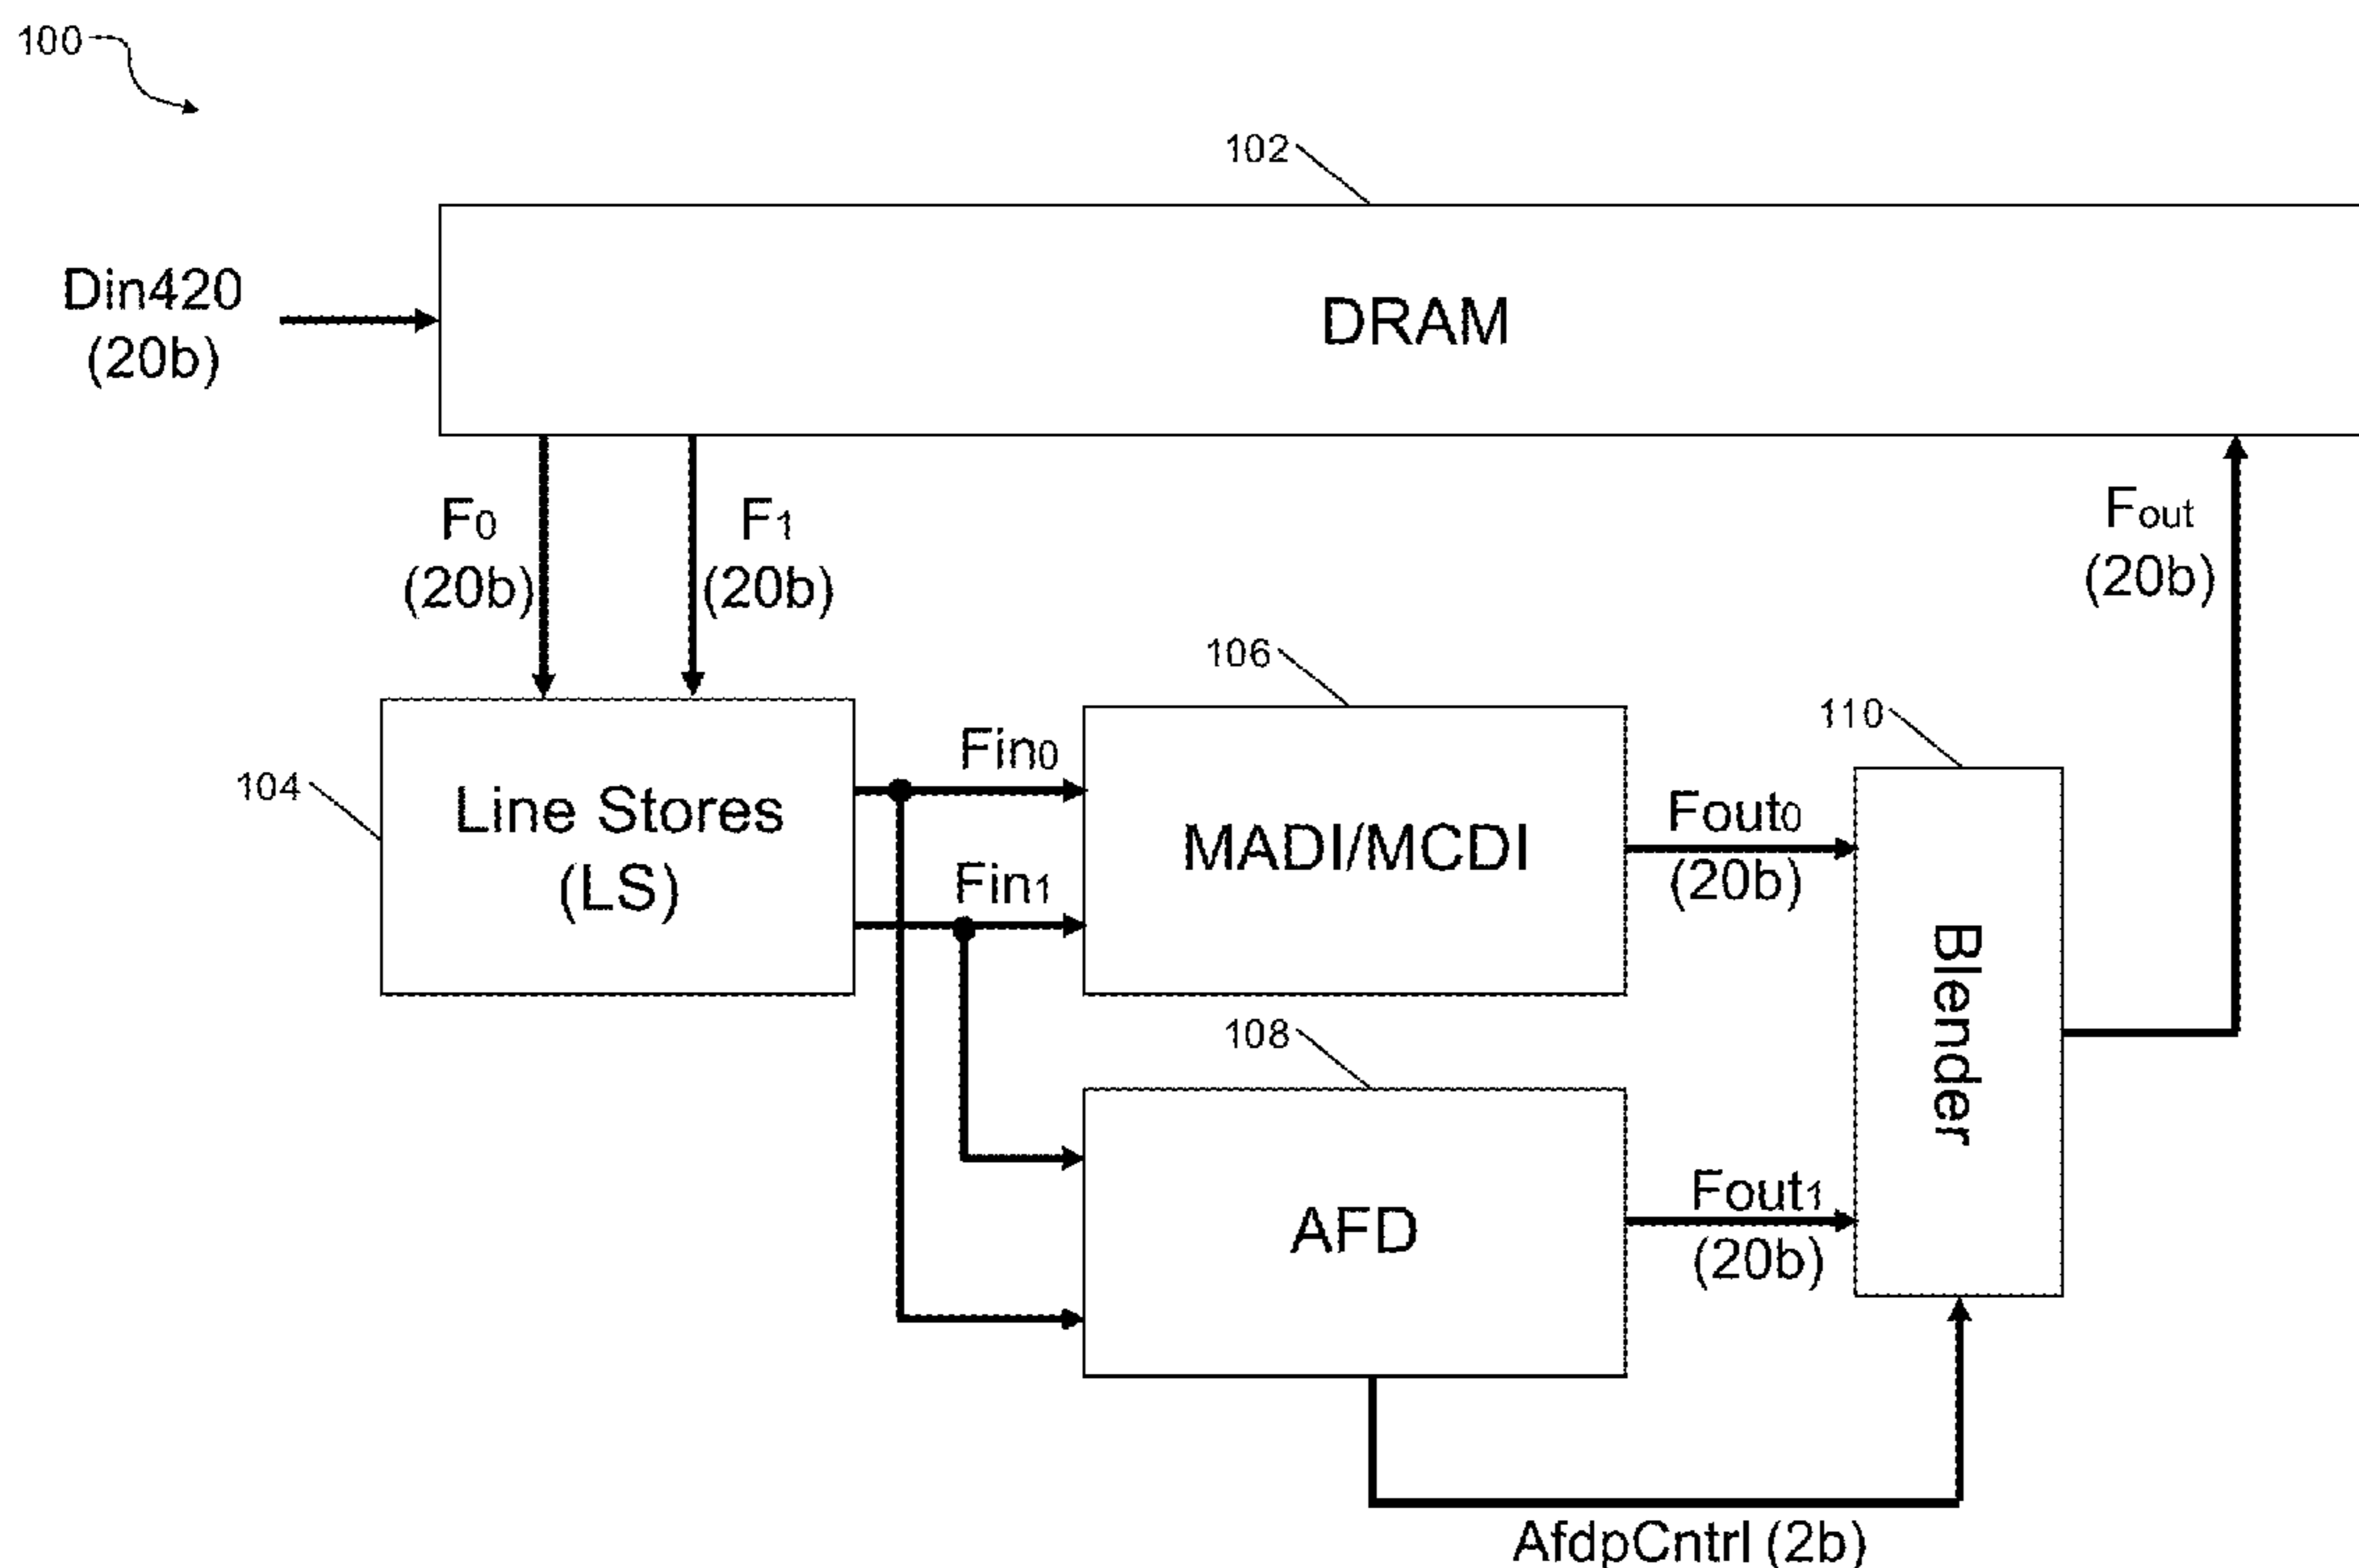 100
102
Din420
(20b)
DRAM
F0
(20b)
F1
(20b)
Fout
(20b)
106
110
104
Line Stores
(LS)
Fin0
Fin1
MADI/MCDI
Fout0
(20b)
Blender
108
AFD
Fout1
(20b)
AfdpCntrl (2b)